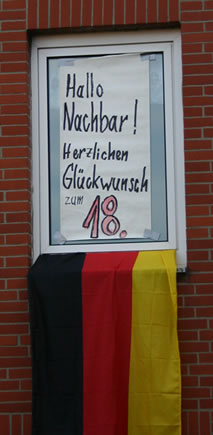 Hallo
Nachbar!
Herzlichen
Glückwunsch
zum 18.